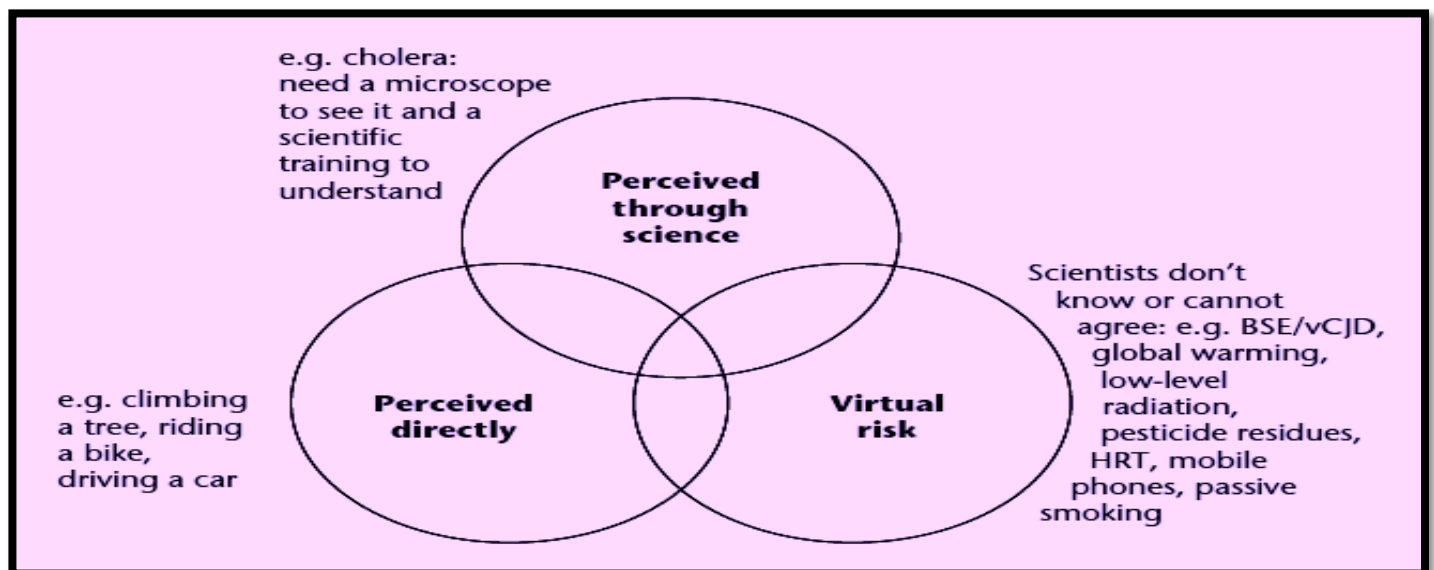 e.g. cholera:
need a microscope
to see it and a
scientific
training to
understand
Perceived
through
science
Scientists don't
know or cannot
agree: e.g. BSE/vCJD,
global warming,
low-level
radiation,
pesticide residues,
HRT, mobile
phones, passive
smoking
e.g. climbing
a tree, riding
a bike,
driving a car
Perceived
directly
Virtual
risk